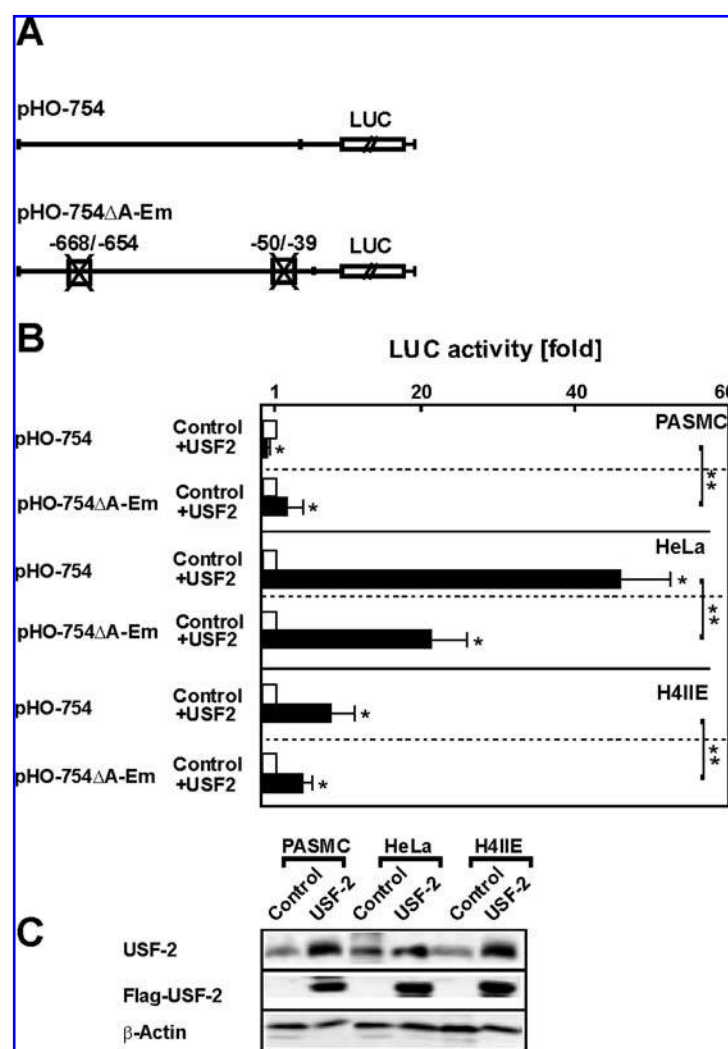 A
pHO-754
LUC
pHO-754ΔA-Em
-668/-654
-50/-39
LUC
B
LUC activity [fold]
1 20 40 60
PASMC
pHO-754 Control
+USF2 *
**
pHO-754ΔA-Em Control
+USF2 *
HeLa
pHO-754 Control
+USF2 *
**
pHO-754ΔA-Em Control
+USF2 *
H4IIE
pHO-754 Control
+USF2 *
**
pHO-754ΔA-Em Control
+USF2 *
PASMC HeLa H4IIE
Control USF-2 Control USF-2 Control USF-2
C
USF-2
Flag-USF-2
β-Actin